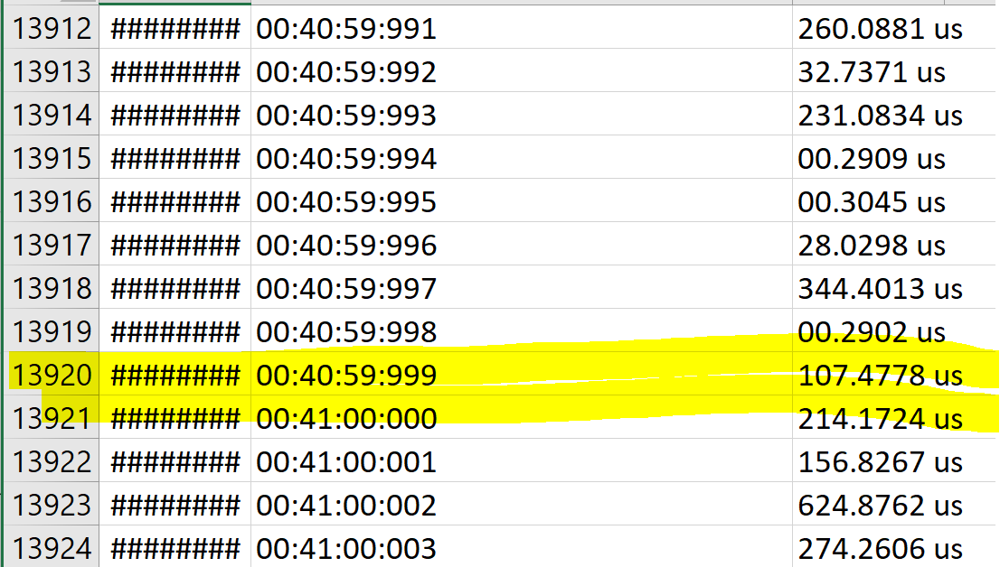 13912 ######## 00:40:59:991 260.0881 us
13913 ######## 00:40:59:992 32.7371 us
13914 ######## 00:40:59:993 231.0834 us
13915 ######## 00:40:59:994 00.2909 us
13916 ######## 00:40:59:995 00.3045 us
13917 ######## 00:40:59:996 28.0298 us
13918 ######## 00:40:59:997 344.4013 us
13919 ######## 00:40:59:998 00.2902 us
13920 ######## 00:40:59:999 107.4778 us
13921 ######## 00:41:00:000 214.1724 us
13922 ######## 00:41:00:001 156.8267 us
13923 ######## 00:41:00:002 624.8762 us
13924 ######## 00:41:00:003 274.2606 us